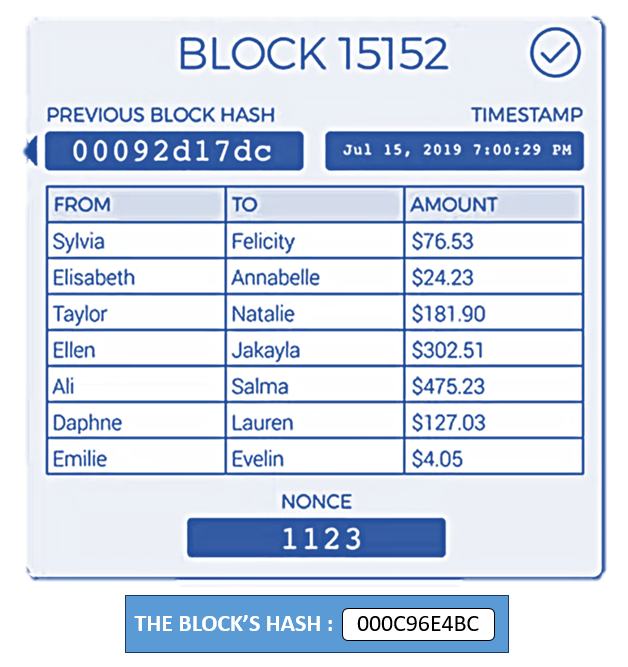 BLOCK 15152
PREVIOUS BLOCK HASH TIMESTAMP
00092d17dc Jul 15, 2019 7:00:29 PM
FROM TO AMOUNT
Sylvia Felicity $76.53
Elisabeth Annabelle $24.23
Taylor Natalie $181.90
Ellen Jakayla $302.51
Ali Salma $475.23
Daphne Lauren $127.03
Emilie Evelin $4.05
NONCE
1123
THE BLOCK’S HASH : 000C96E4BC